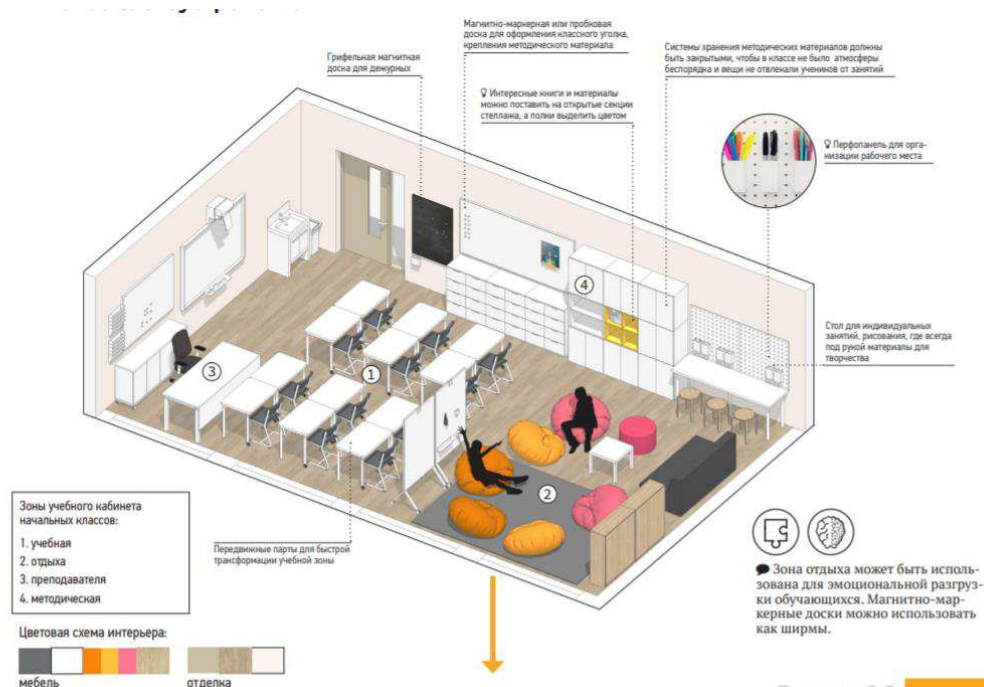 Магнитно-маркерная или пробковая
доска для оформления классного уголка,
крепления методического материала
Грифельная магнитная
доска для дежурных
Интересные книги и материалы
можно поставить на открытые секции
стеллажа, а полки выделить цветом
Системы хранения методических материалов должны
быть закрытыми, чтобы в классе не было атмосферы
беспорядка и вещи не отвлекали учеников от занятий
Перфопанель для орга-
низации рабочего места
Стол для индивидуальных
занятий, рисования, где всегда
под рукой материалы для
творчества
1
2
3
4
Передвижные парты для быстрой
трансформации учебной зоны
Зоны учебного кабинета
начальных классов:
1. учебная
2. отдыха
3. преподавателя
4. методическая
Цветовая схема интерьера:
мебель
отделка
Зона отдыха может быть исполь-
зована для эмоциональной разгруз-
ки обучающихся. Магнитно-мар-
керные доски можно использовать
как ширмы.